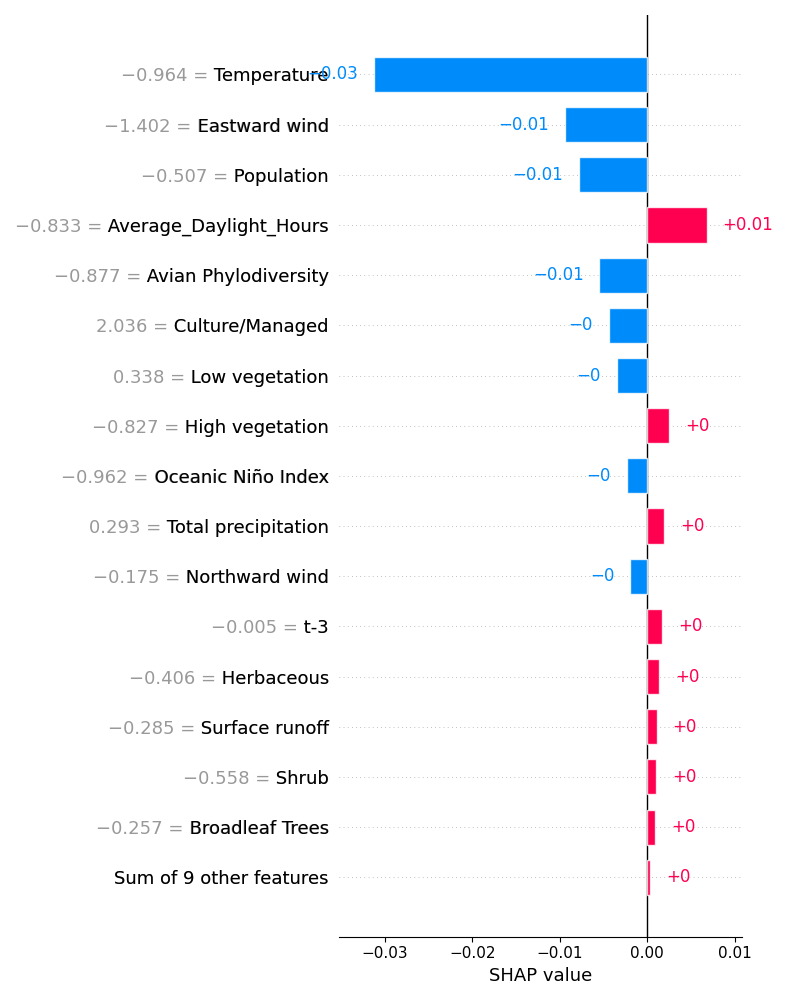 −0.964 = Temperature −0.03
−1.402 = Eastward wind −0.01
−0.507 = Population −0.01
−0.833 = Average_Daylight_Hours +0.01
−0.877 = Avian Phylodiversity −0.01
2.036 = Culture/Managed −0
0.338 = Low vegetation −0
−0.827 = High vegetation +0
−0.962 = Oceanic Niño Index −0
0.293 = Total precipitation +0
−0.175 = Northward wind −0
−0.005 = t-3 +0
−0.406 = Herbaceous +0
−0.285 = Surface runoff +0
−0.558 = Shrub +0
−0.257 = Broadleaf Trees +0
Sum of 9 other features +0
−0.03 −0.02 −0.01 0.00 0.01
SHAP value